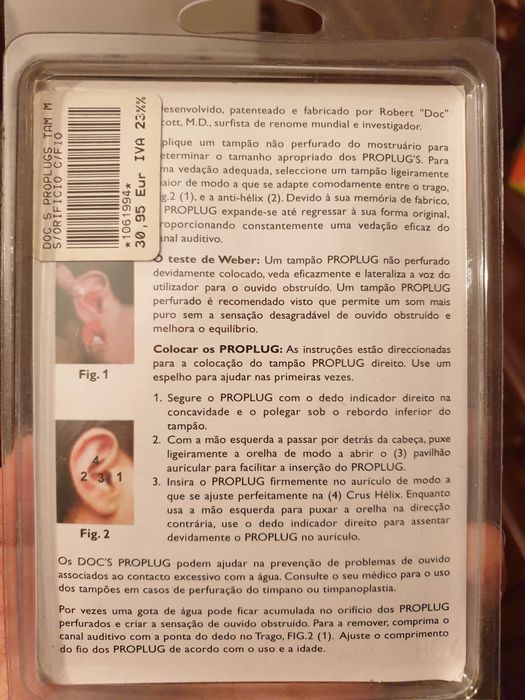 DOC S PROPLUGS TAM M
S/ORIFICIO C/FIO
*1061994*
30,95 Eur IVA 23%%
esenvolvido, patenteado e fabricado por Robert "Doc"
ott, M.D., surfista de renome mundial e investigador.
plique um tampão não perfurado do mostruário para
eterminar o tamanho apropriado dos PROPLUG'S. Para
ma vedação adequada, seleccione um tampão ligeiramente
aior de modo a que se adapte comodamente entre o trago,
g.2 (1), e a anti-hélix (2). Devido à sua memória de fabrico,
PROPLUG expande-se até regressar à sua forma original,
roporcionando constantemente uma vedação eficaz do
nal auditivo.
O teste de Weber: Um tampão PROPLUG não perfurado
devidamente colocado, veda eficazmente e lateraliza a voz do
utilizador para o ouvido obstruído. Um tampão PROPLUG
perfurado é recomendado visto que permite um som mais
puro sem a sensação desagradável de ouvido obstruído e
melhora o equilíbrio.
Fig. 1
Colocar os PROPLUG: As instruções estão direccionadas
para a colocação do tampão PROPLUG direito. Use um
espelho para ajudar nas primeiras vezes.
1. Segure o PROPLUG com o dedo indicador direito na
concavidade e o polegar sob o rebordo inferior do
tampão.
2. Com a mão esquerda a passar por detrás da cabeça, puxe
ligeiramente a orelha de modo a abrir o (3) pavilhão
auricular para facilitar a inserção do PROPLUG.
3. Insira o PROPLUG firmemente no aurículo de modo a
que se ajuste perfeitamente na (4) Crus Hélix. Enquanto
usa a mão esquerda para puxar a orelha na direcção
contrária, use o dedo indicador direito para assentar
devidamente o PROPLUG no aurículo.
4
2 3 1
Fig. 2
Os DOC'S PROPLUG podem ajudar na prevenção de problemas de ouvido
associados ao contacto excessivo com a água. Consulte o seu médico para o uso
dos tampões em casos de perfuração do tímpano ou timpanoplastia.
Por vezes uma gota de água pode ficar acumulada no orifício dos PROPLUG
perfurados e criar a sensação de ouvido obstruído. Para a remover, comprima o
canal auditivo com a ponta do dedo no Trago, FIG.2 (1). Ajuste o comprimento
do fio dos PROPLUG de acordo com o uso e a idade.